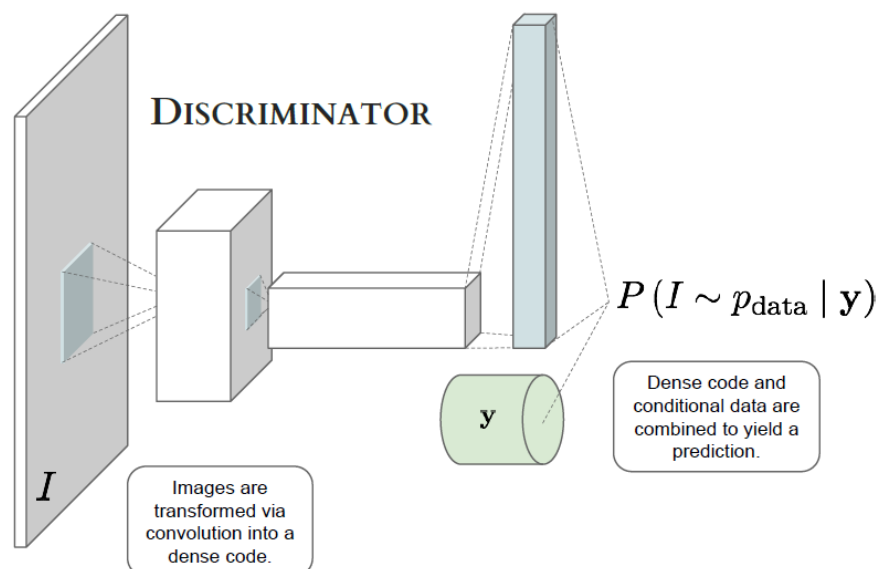 DISCRIMINATOR
P (I ∼ p_data | y)
y
Dense code and
conditional data are
combined to yield a
prediction.
I
Images are
transformed via
convolution into a
dense code.